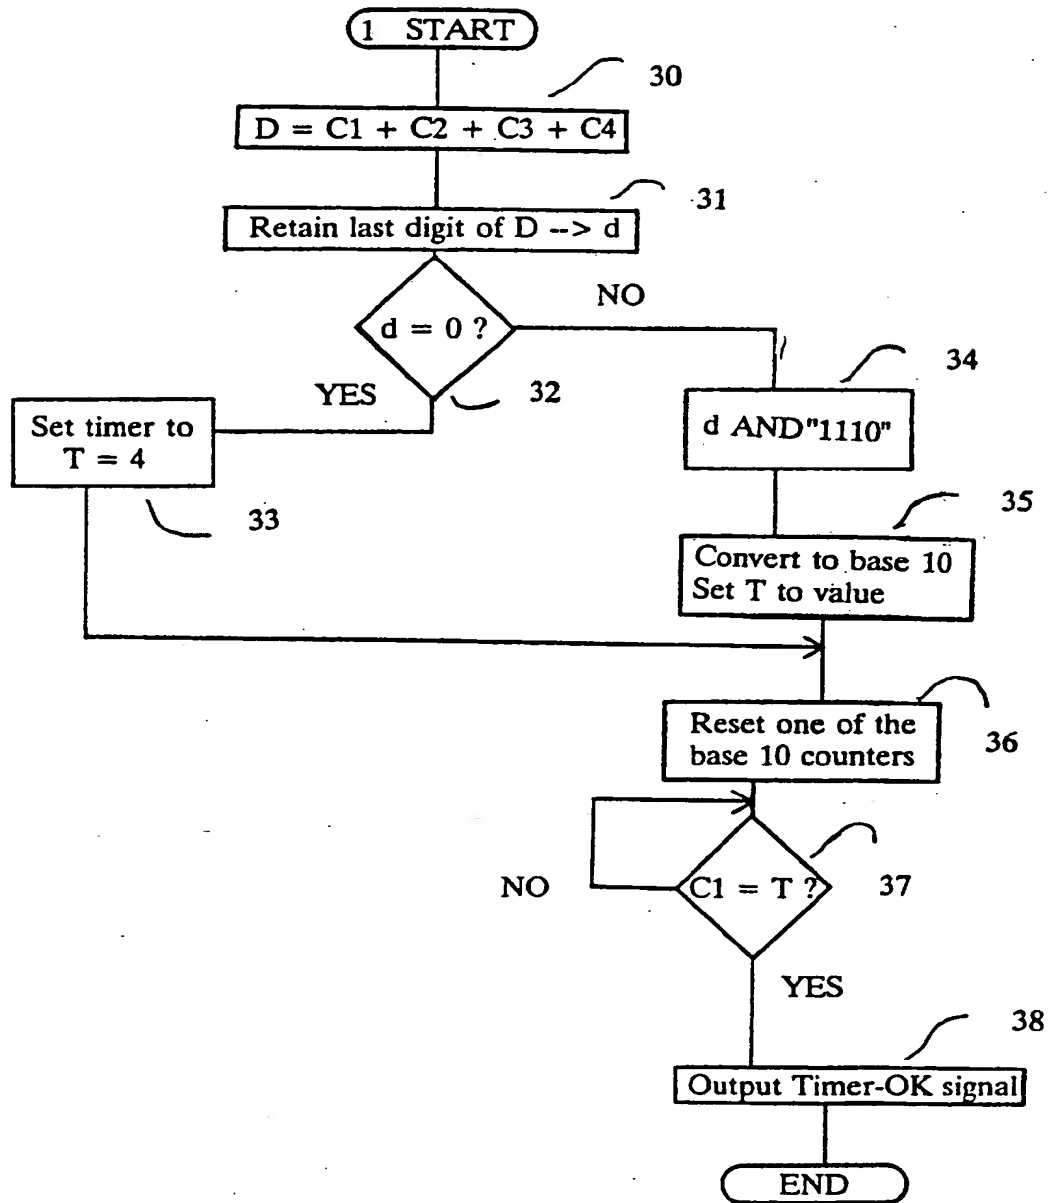 1 START
30
D = C1 + C2 + C3 + C4
31
Retain last digit of D --> d
NO
d = 0 ?
34
YES
32
d AND"1110"
Set timer to
T = 4
33
35
Convert to base 10
Set T to value
Reset one of the
base 10 counters
36
NO
C1 = T ?
37
YES
38
Output Timer-OK signal
END